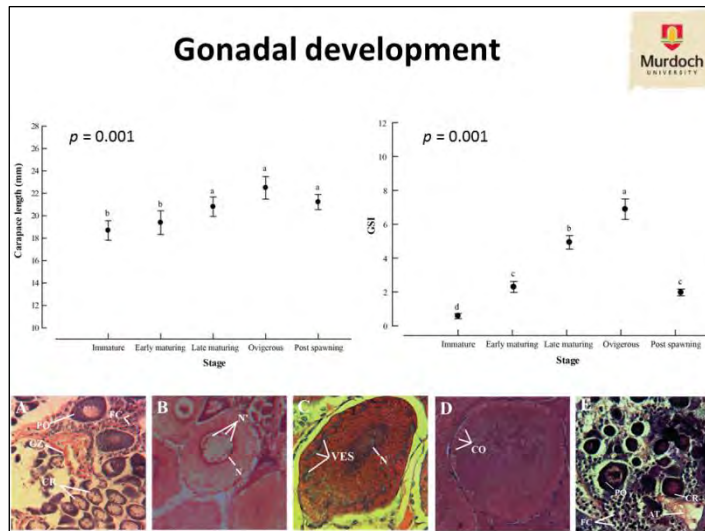 Gonadal development
Murdoch
UNIVERSITY
p = 0.001
Carapace length (mm)
28
26
24
22
20
18
16
14
12
10
b
b
a
a
a
Immature
Early maturing
Late maturing
Ovigerous
Post spawning
Stage
p = 0.001
GSI
12
10
8
6
4
2
0
d
c
b
a
c
Immature
Early maturing
Late maturing
Ovigerous
Post spawning
Stage
A
PO
FC
GZ
CR
B
N'
N
C
VES
N
D
CO
E
PO
CR
FC
AT